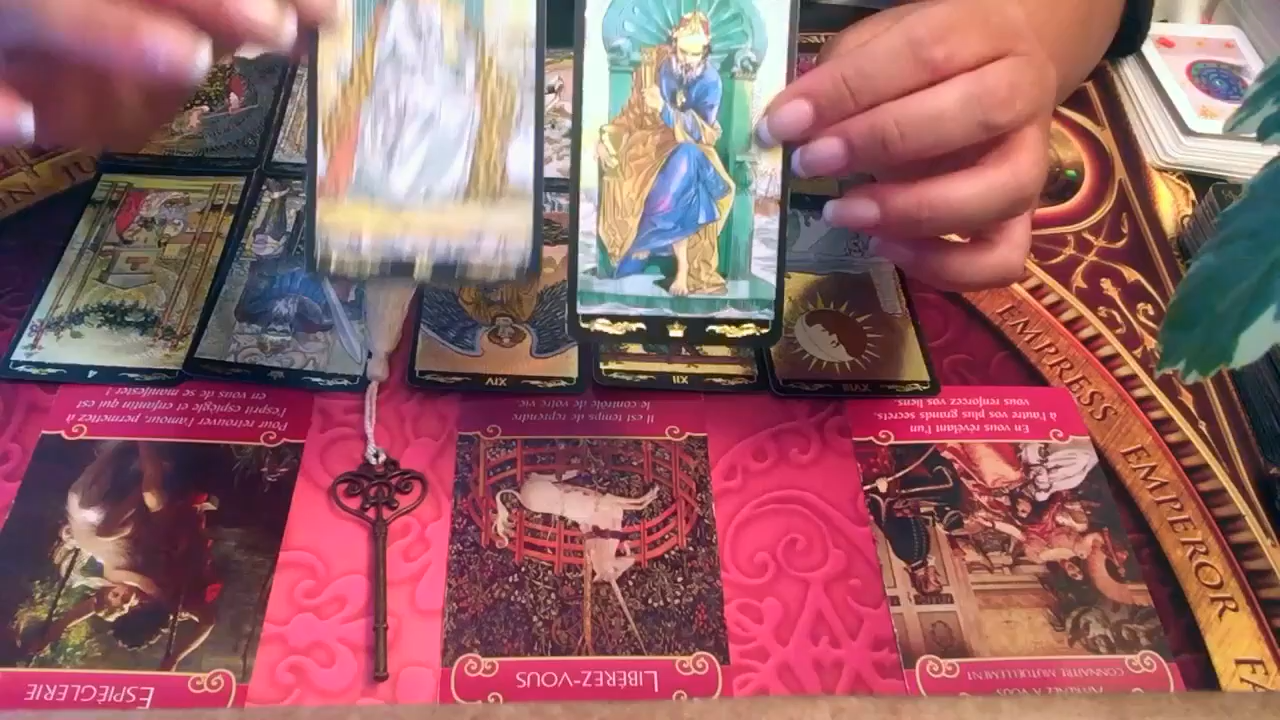 XIV
XII
XVIII
EMPRESS
EMPEROR
Pour retrouver l'amour, permettez à
l'esprit espiègle et enfantin qui est
en vous de se manifester !
ESPIÈGLERIE
Il est temps de reprendre
le contrôle de votre vie.
LIBÉREZ-VOUS
En vous révélant l'un
à l'autre vos plus grands secrets,
vous renforcez vos liens.
APPRENEZ À VOUS
CONNAÎTRE MUTUELLEMENT